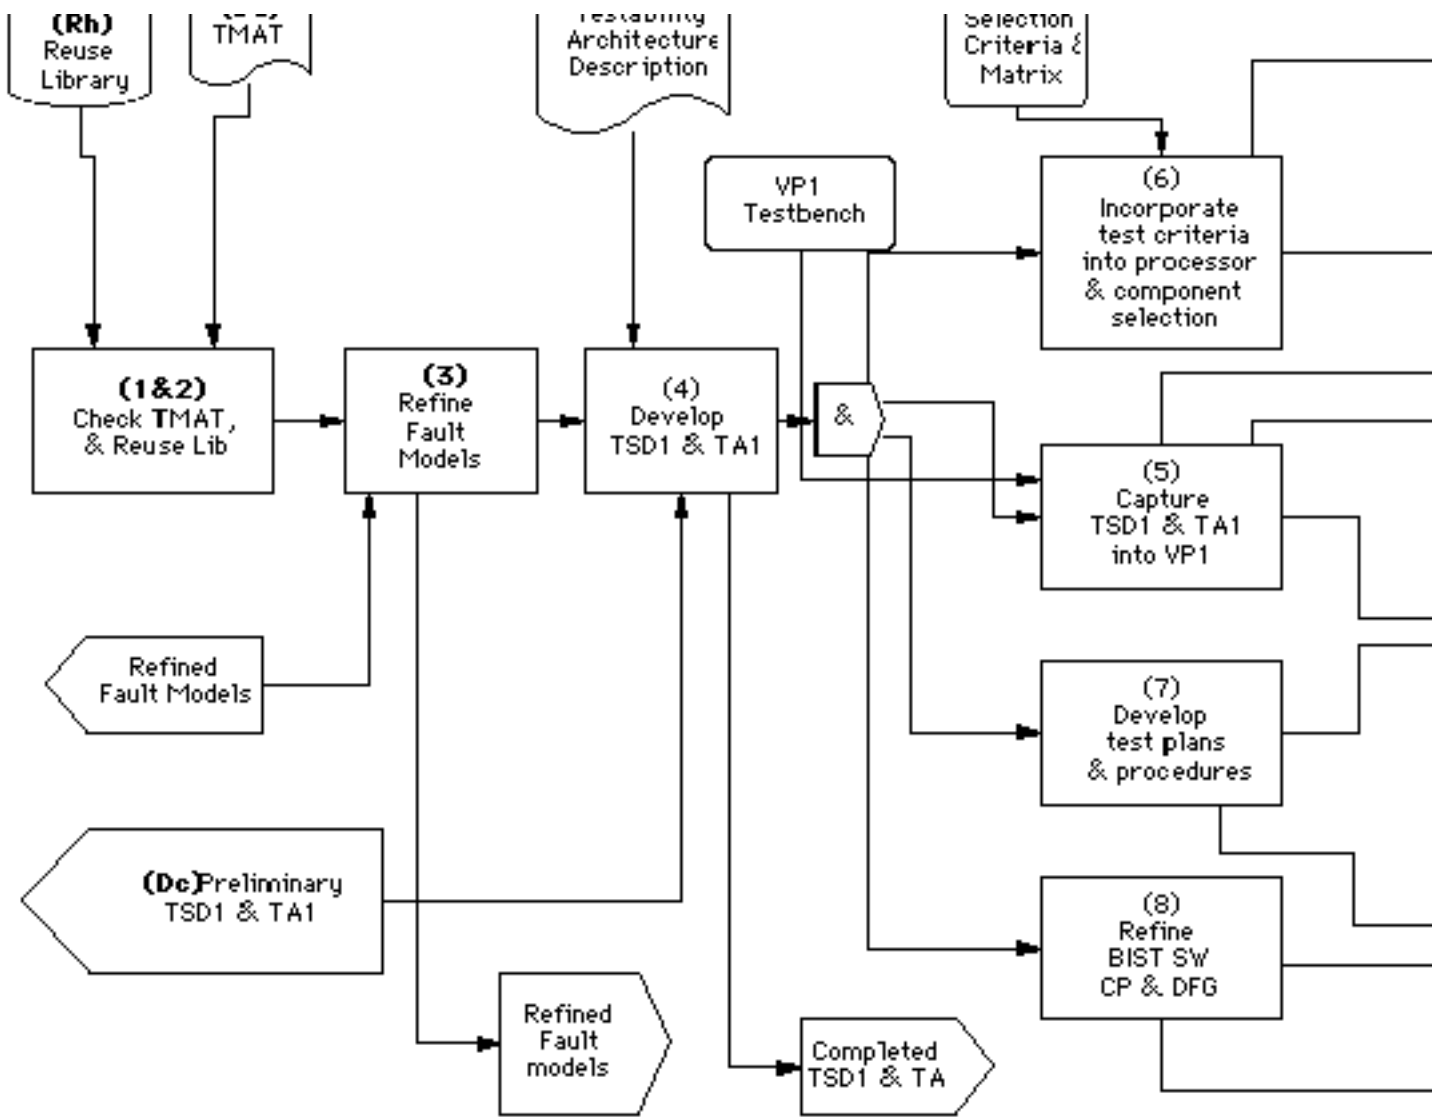 (Rh)
Reuse
Library
TMAT
Testability
Architecture
Description
Selection
Criteria &
Matrix
VP1
Testbench
(6)
Incorporate
test criteria
into processor
& component
selection
(1&2)
Check TMAT,
& Reuse Lib
(3)
Refine
Fault
Models
(4)
Develop
TSD1 & TA1
&
(5)
Capture
TSD1 & TA1
into VP1
Refined
Fault Models
(7)
Develop
test plans
& procedures
(Dc)Preliminary
TSD1 & TA1
(8)
Refine
BIST SW
CP & DFG
Refined
Fault
models
Completed
TSD1 & TA